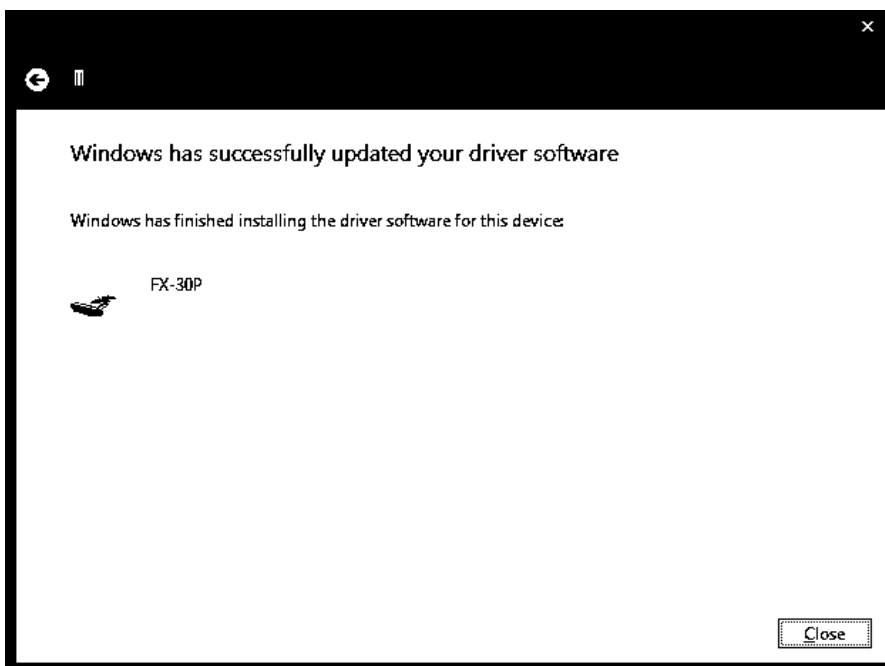 Windows has successfully updated your driver software
Windows has finished installing the driver software for this device:
FX-30P
Close